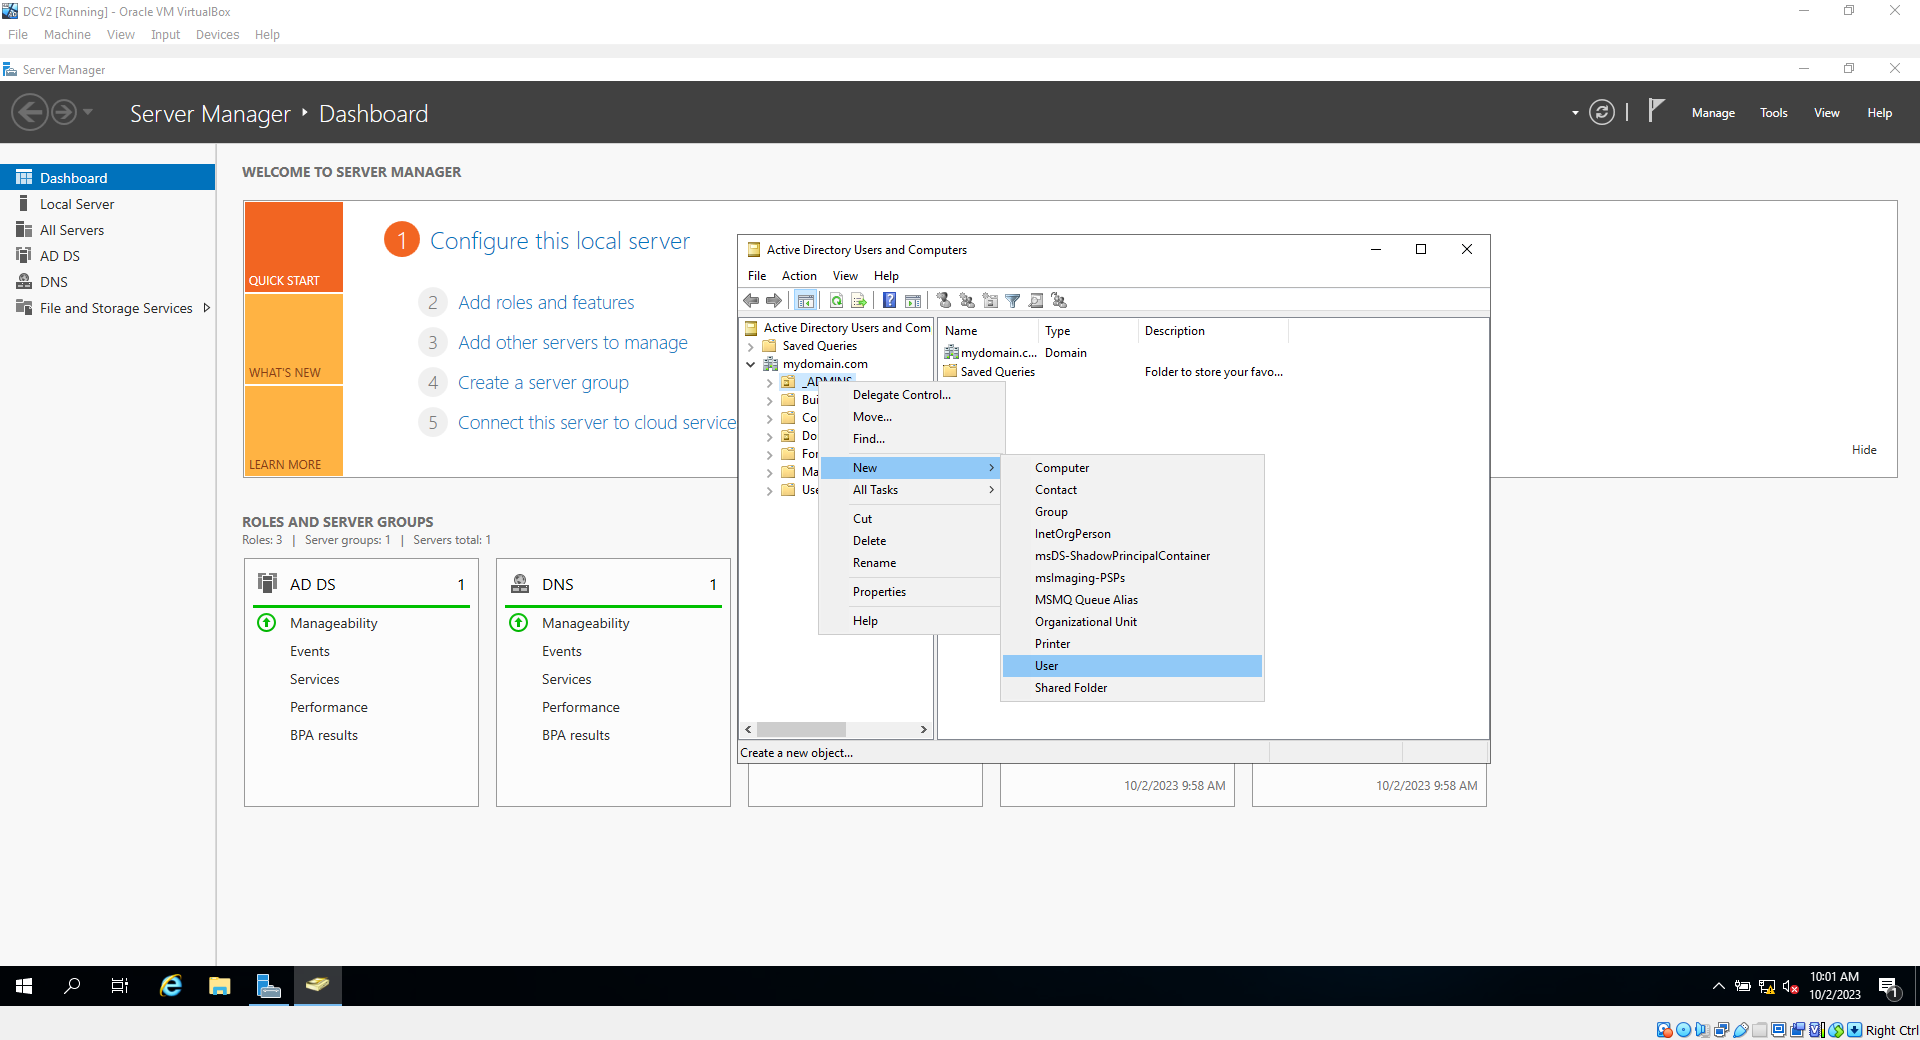 DCV2 [Running] - Oracle VM VirtualBox
File Machine View Input Devices Help
Server Manager
Server Manager Dashboard
Manage Tools View Help
Dashboard
Local Server
All Servers
AD DS
DNS
File and Storage Services
WELCOME TO SERVER MANAGER
QUICK START
WHAT'S NEW
LEARN MORE
1 Configure this local server
2 Add roles and features
3 Add other servers to manage
4 Create a server group
5 Connect this server to cloud service
Hide
Active Directory Users and Computers
File Action View Help
Active Directory Users and Com
Saved Queries
mydomain.com
_ADMINS
Bui
Co
Do
For
Ma
Use
Name Type Description
mydomain.c... Domain
Saved Queries Folder to store your favo...
Delegate Control...
Move...
Find...
New
All Tasks
Cut
Delete
Rename
Properties
Help
Computer
Contact
Group
InetOrgPerson
msDS-ShadowPrincipalContainer
msImaging-PSPs
MSMQ Queue Alias
Organizational Unit
Printer
User
Shared Folder
Create a new object...
ROLES AND SERVER GROUPS
Roles: 3 | Server groups: 1 | Servers total: 1
AD DS 1
Manageability
Events
Services
Performance
BPA results
DNS 1
Manageability
Events
Services
Performance
BPA results
10/2/2023 9:58 AM
10/2/2023 9:58 AM
10:01 AM
10/2/2023
1
Right Ctrl